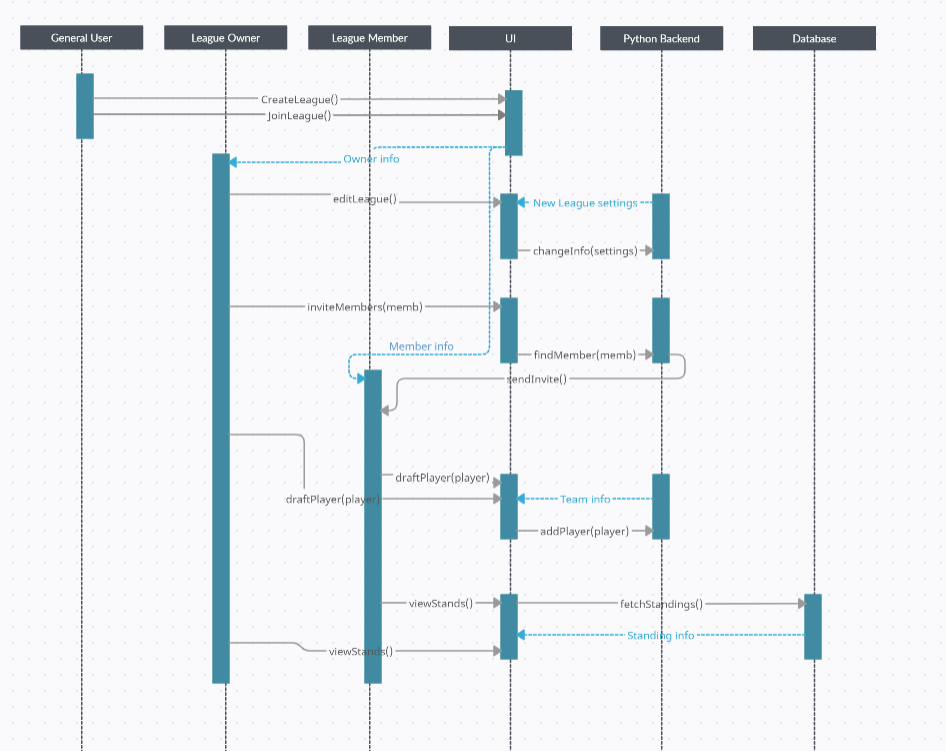 General User
League Owner
League Member
UI
Python Backend
Database
CreateLeague()
JoinLeague()
Owner info
editLeague()
New League settings
changeInfo(settings)
inviteMembers(memb)
Member info
findMember(memb)
sendInvite()
draftPlayer(player)
draftPlayer(player)
Team info
addPlayer(player)
viewStands()
fetchStandings()
Standing info
viewStands()